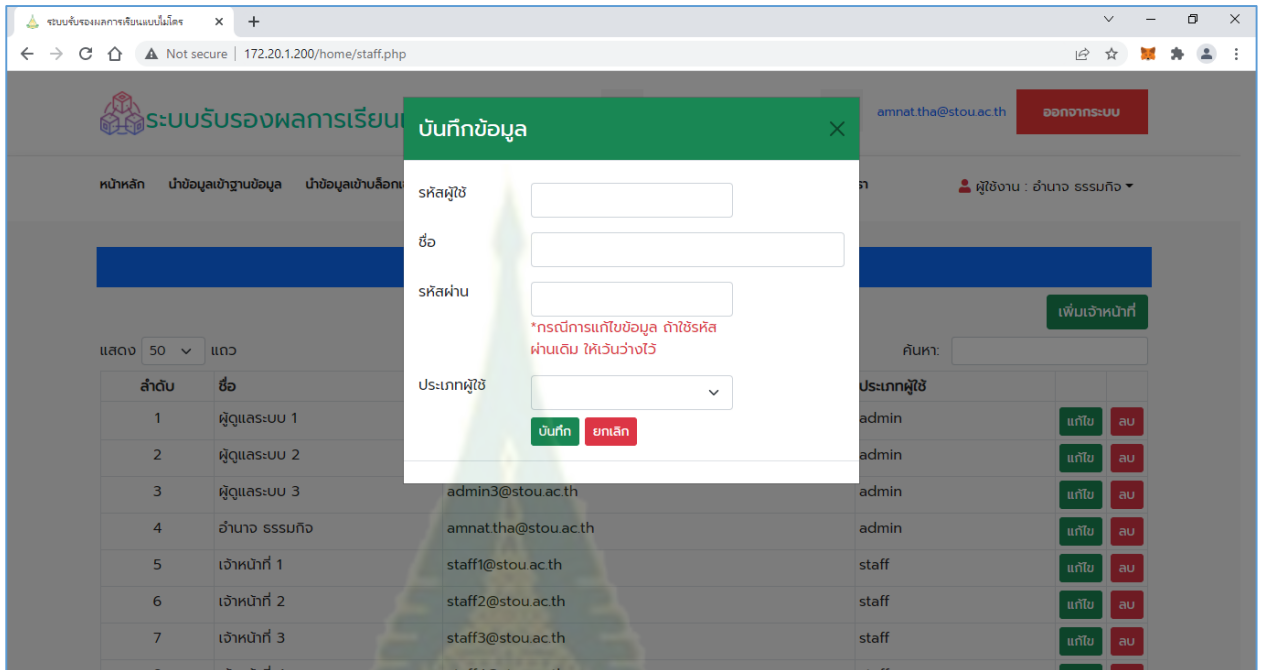 ระบบรับรองผลการเรียนแบบไมโคร
Not secure | 172.20.1.200/home/staff.php
ระบบรับรองผลการเรียน
amnat.tha@stou.ac.th
ออกจากระบบ
หน้าหลัก นำข้อมูลเข้าฐานข้อมูล นำข้อมูลเข้าบล็อก
ผู้ใช้งาน : อำนาจ ธรรมกิจ
บันทึกข้อมูล
รหัสผู้ใช้
ชื่อ
รหัสผ่าน
*กรณีการแก้ไขข้อมูล ถ้าใช้รหัส
ผ่านเดิม ให้เว้นว่างไว้
ประเภทผู้ใช้
บันทึก ยกเลิก
เพิ่มเจ้าหน้าที่
แสดง 50 แถว ค้นหา:
ลำดับ ชื่อ ประเภทผู้ใช้
1 ผู้ดูแลระบบ 1 admin แก้ไข ลบ
2 ผู้ดูแลระบบ 2 admin แก้ไข ลบ
3 ผู้ดูแลระบบ 3 admin3@stou.ac.th admin แก้ไข ลบ
4 อำนาจ ธรรมกิจ amnat.tha@stou.ac.th admin แก้ไข ลบ
5 เจ้าหน้าที่ 1 staff1@stou.ac.th staff แก้ไข ลบ
6 เจ้าหน้าที่ 2 staff2@stou.ac.th staff แก้ไข ลบ
7 เจ้าหน้าที่ 3 staff3@stou.ac.th staff แก้ไข ลบ